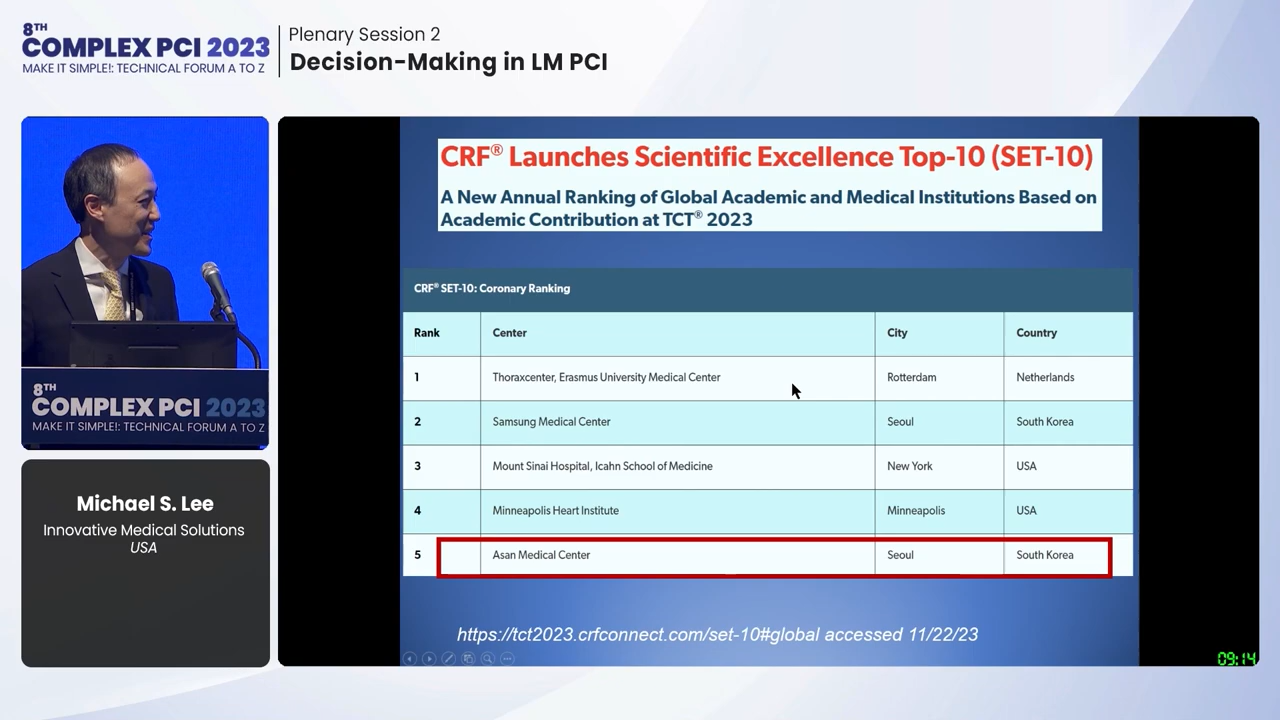 8TH
COMPLEX PCI 2023
MAKE IT SIMPLE!: TECHNICAL FORUM A TO Z
Plenary Session 2
Decision-Making in LM PCI
8TH
COMPLEX PCI 2023
MAKE IT SIMPLE!: TECHNICAL FORUM A TO Z
Michael S. Lee
Innovative Medical Solutions
USA
CRF® Launches Scientific Excellence Top-10 (SET-10)
A New Annual Ranking of Global Academic and Medical Institutions Based on
Academic Contribution at TCT® 2023
CRF® SET-10: Coronary Ranking
Rank Center City Country
1 Thoraxcenter, Erasmus University Medical Center Rotterdam Netherlands
2 Samsung Medical Center Seoul South Korea
3 Mount Sinai Hospital, Icahn School of Medicine New York USA
4 Minneapolis Heart Institute Minneapolis USA
5 Asan Medical Center Seoul South Korea
https://tct2023.crfconnect.com/set-10#global accessed 11/22/23
09:14